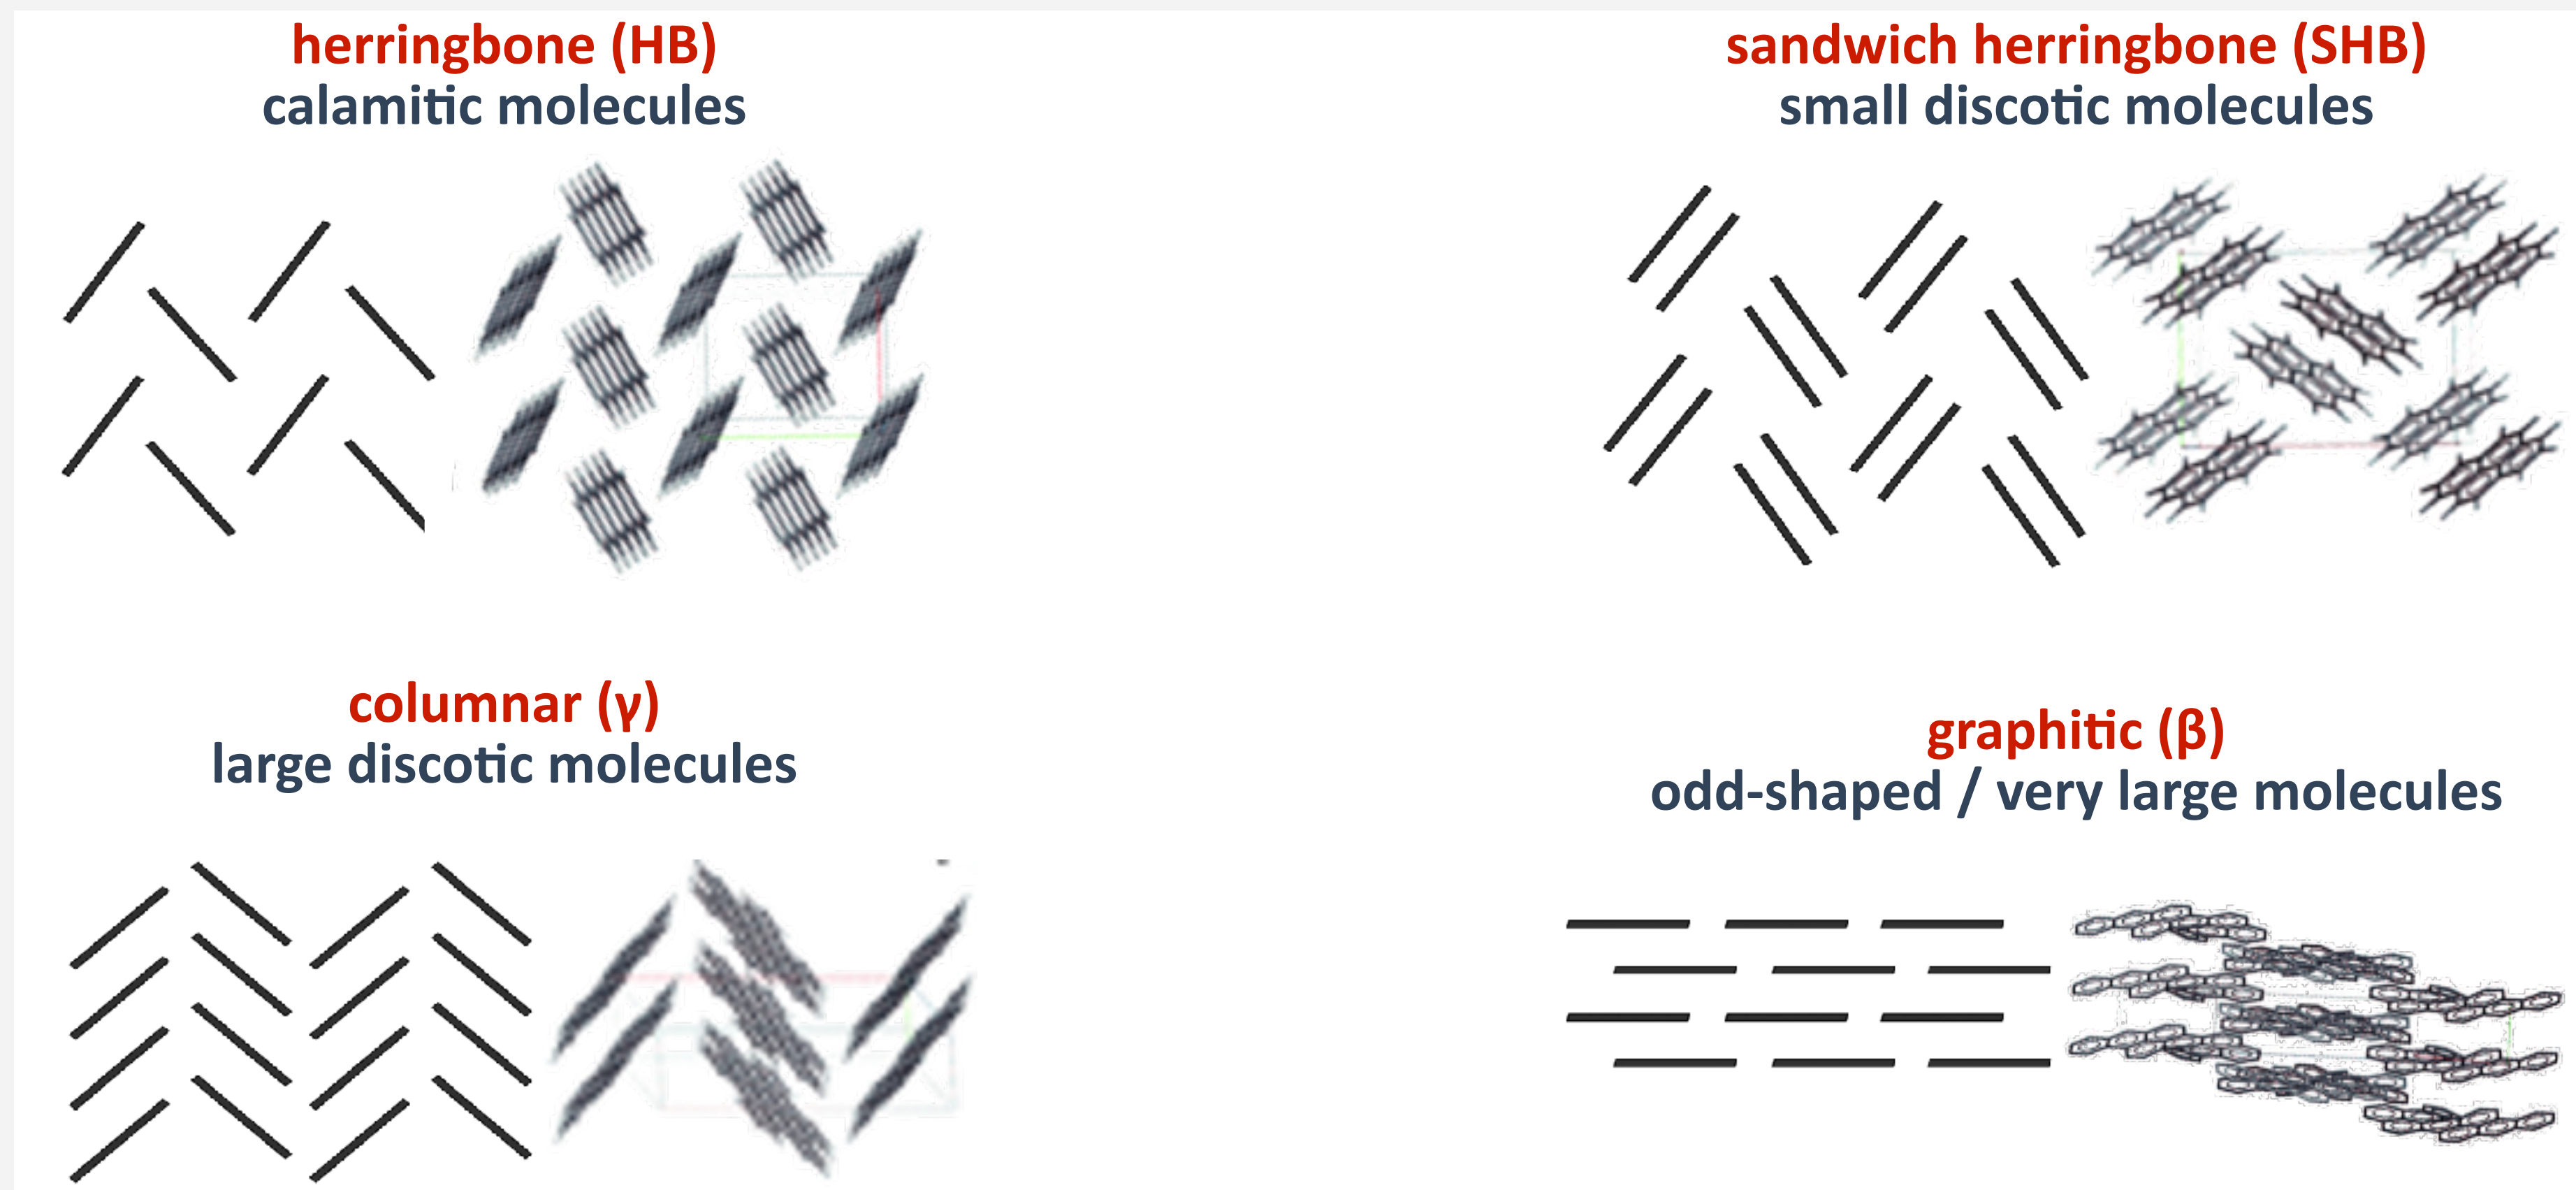 herringbone (HB)
calamitic molecules
sandwich herringbone (SHB)
small discotic molecules
columnar (γ)
large discotic molecules
graphitic (β)
odd-shaped / very large molecules